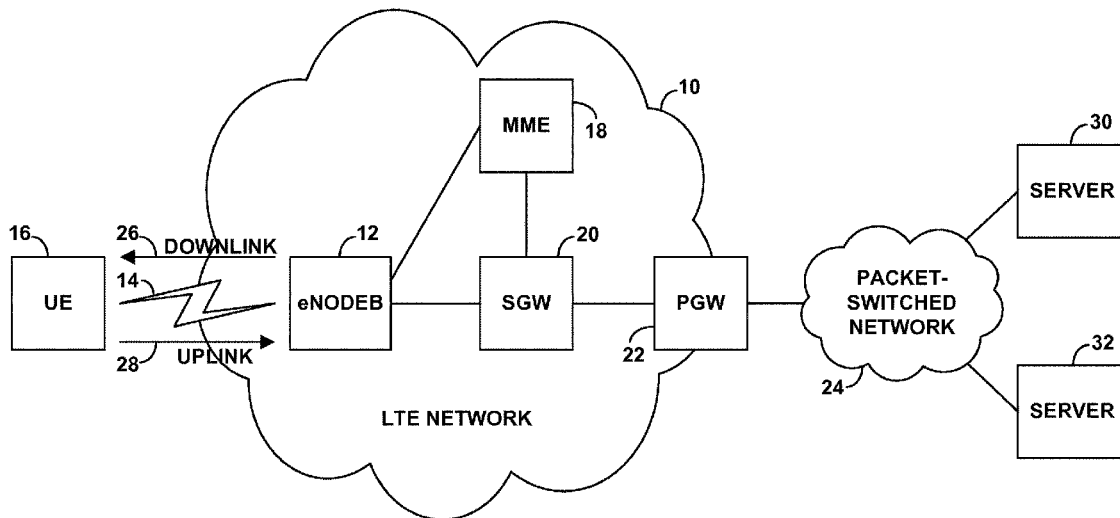 10
MME
18
30
SERVER
16
26
DOWNLINK
12
20
UE
14
eNODEB
SGW
PGW
PACKET-
SWITCHED
NETWORK
28
UPLINK
22
24
32
SERVER
LTE NETWORK